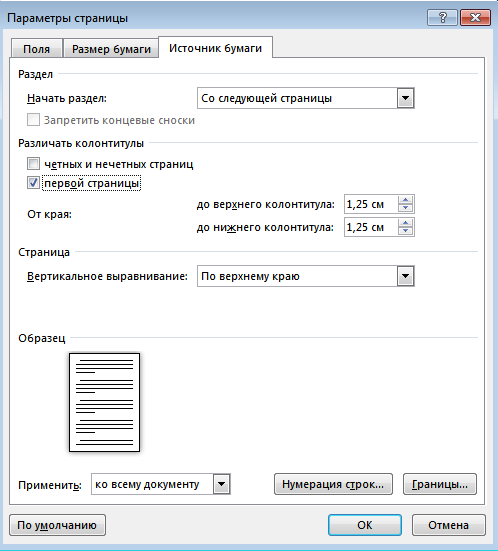 Параметры страницы
Поля Размер бумаги Источник бумаги
Раздел
Начать раздел: Со следующей страницы
Запретить концевые сноски
Различать колонтитулы
четных и нечетных страниц
первой страницы
От края: до верхнего колонтитула: 1,25 см
до нижнего колонтитула: 1,25 см
Страница
Вертикальное выравнивание: По верхнему краю
Образец
Применить: ко всему документу Нумерация строк... Границы...
По умолчанию ОК Отмена